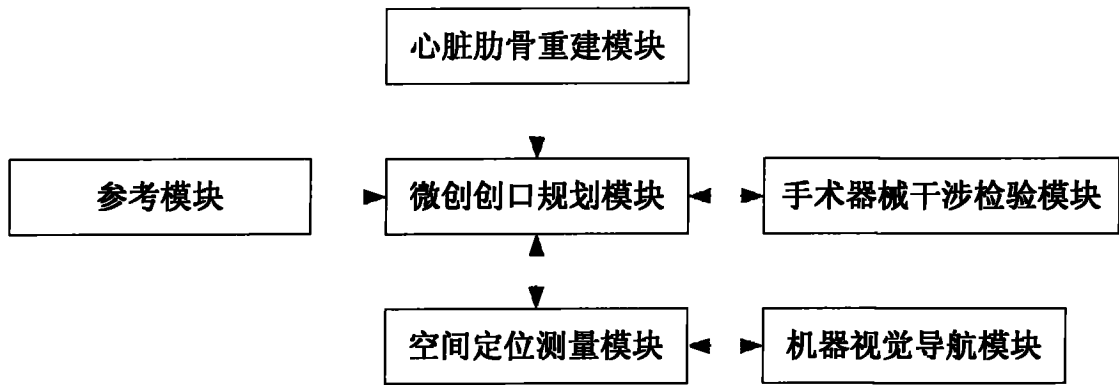 心脏肋骨重建模块
参考模块
微创创口规划模块
手术器械干涉检验模块
空间定位测量模块
机器视觉导航模块